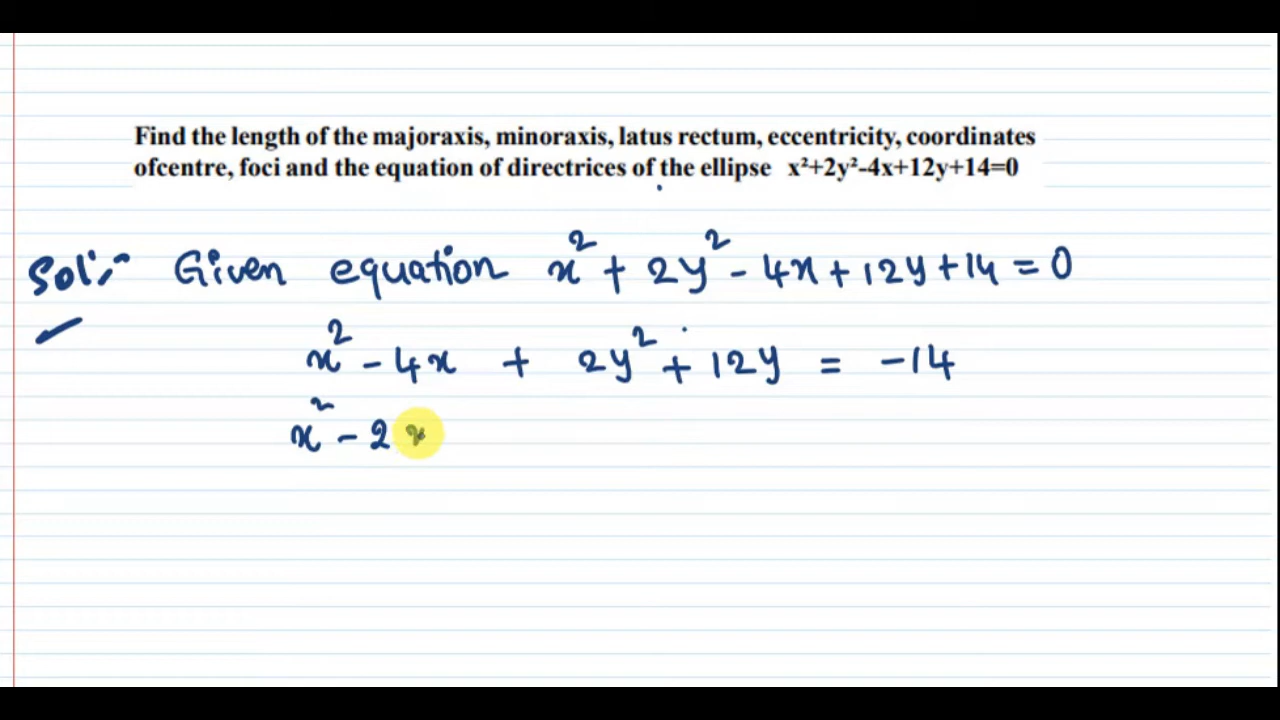 Find the length of the majoraxis, minoraxis, latus rectum, eccentricity, coordinates
ofcentre, foci and the equation of directrices of the ellipse x²+2y²-4x+12y+14=0
Sol:- Given equation x² + 2y² - 4x + 12y + 14 = 0
x² - 4x + 2y² + 12y = -14
x² - 2 x